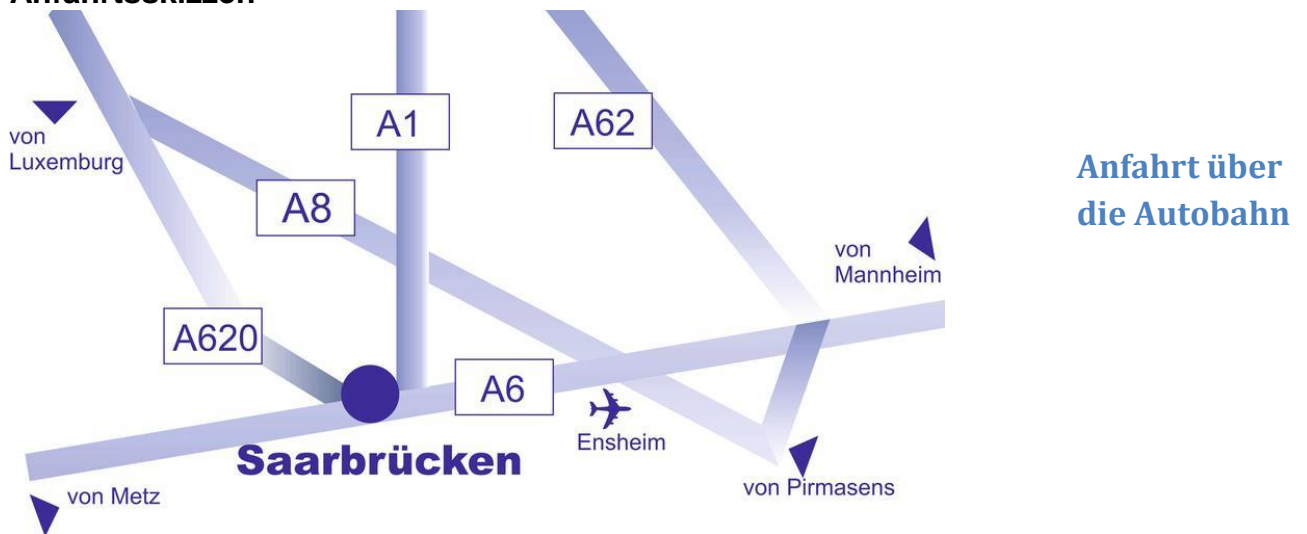 Anfahrtsskizzen
A1
A62
von
Luxemburg
A8
Anfahrt über
die Autobahn
von
Mannheim
A620
A6
Ensheim
Saarbrücken
von Metz
von Pirmasens